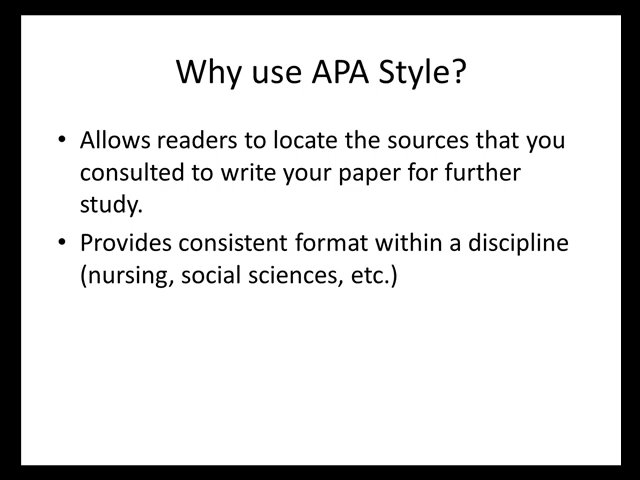 Why use APA Style?
• Allows readers to locate the sources that you
consulted to write your paper for further
study.
• Provides consistent format within a discipline
(nursing, social sciences, etc.)